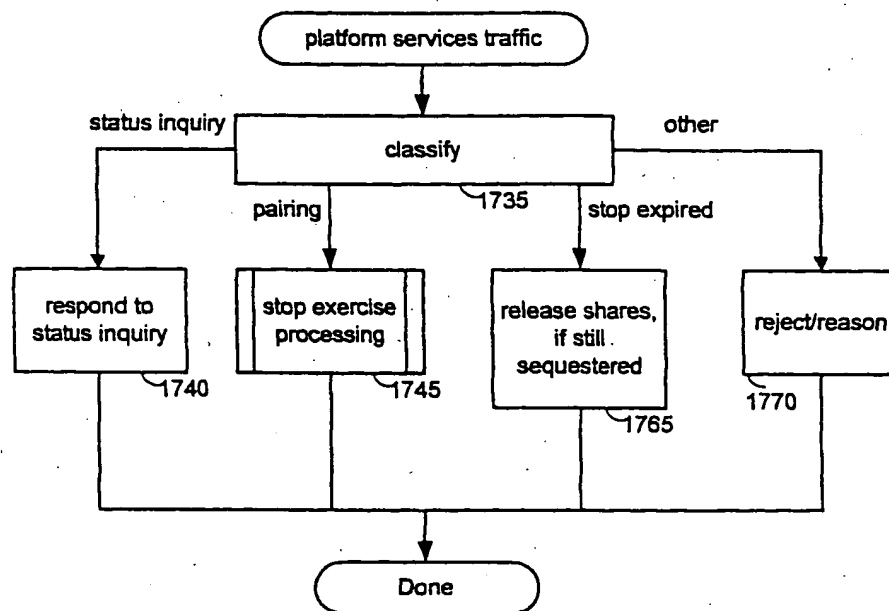 platform services traffic
status inquiry
classify
other
1735
pairing
stop expired
respond to
status inquiry
1740
stop exercise
processing
1745
release shares,
if still
sequestered
1765
reject/reason
1770
Done